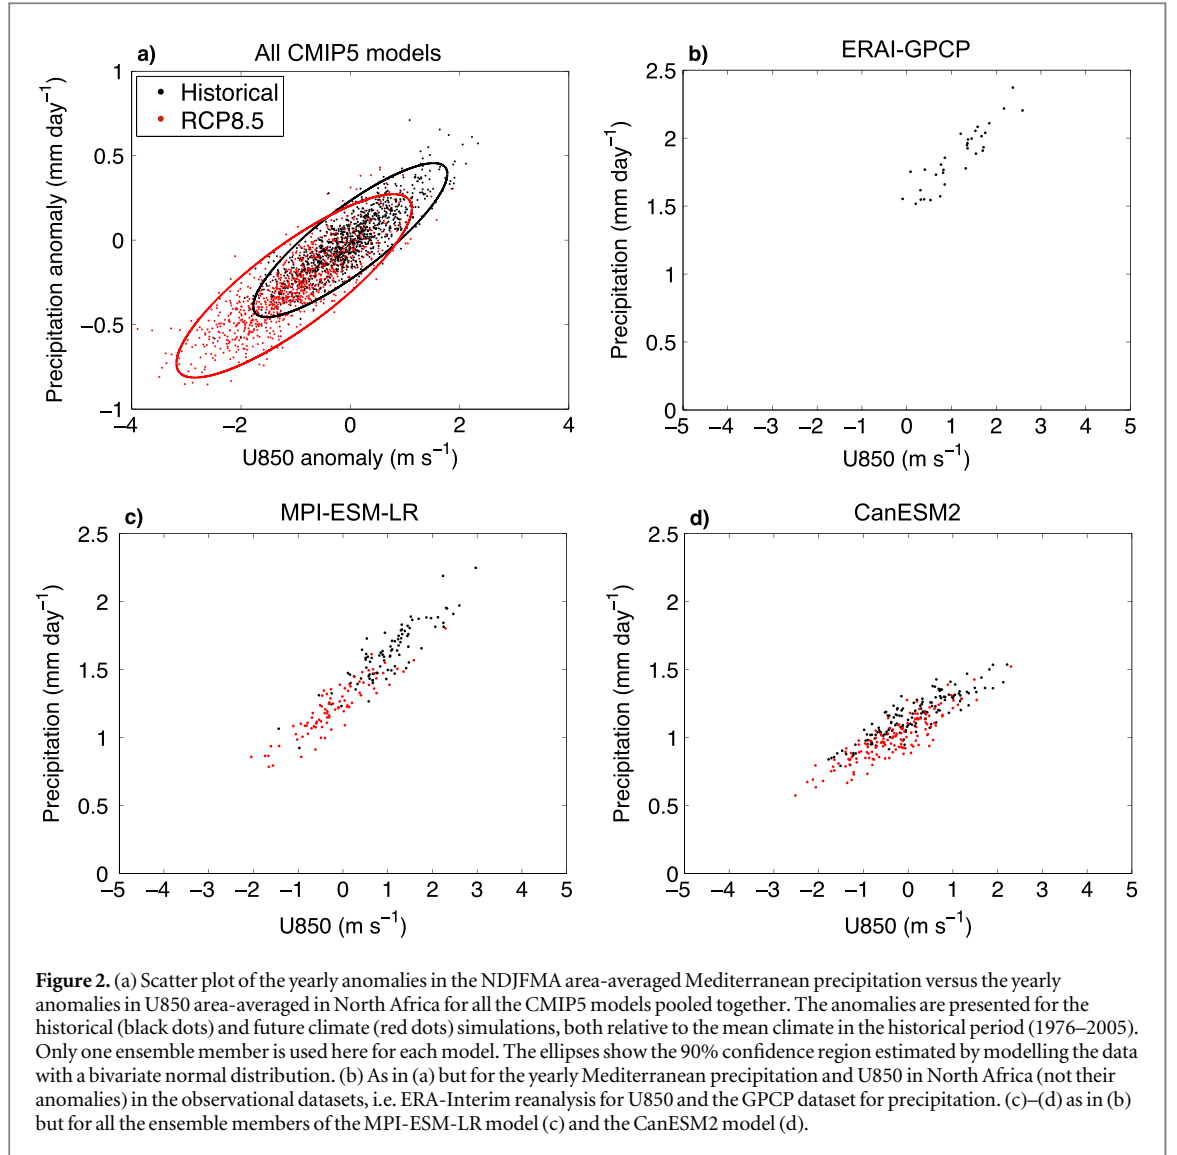 a)
All CMIP5 models
Historical
RCP8.5
1
0.5
0
−0.5
−1
−4
−2
0
2
4
Precipitation anomaly (mm day−1)
U850 anomaly (m s−1)
b)
ERAI-GPCP
2.5
2
1.5
1
0.5
0
−5 −4 −3 −2 −1 0 1 2 3 4 5
Precipitation (mm day−1)
U850 (m s−1)
c)
MPI-ESM-LR
2.5
2
1.5
1
0.5
0
−5 −4 −3 −2 −1 0 1 2 3 4 5
Precipitation (mm day−1)
U850 (m s−1)
d)
CanESM2
2.5
2
1.5
1
0.5
0
−5 −4 −3 −2 −1 0 1 2 3 4 5
Precipitation (mm day−1)
U850 (m s−1)
Figure 2. (a) Scatter plot of the yearly anomalies in the NDJFMA area-averaged Mediterranean precipitation versus the yearly
anomalies in U850 area-averaged in North Africa for all the CMIP5 models pooled together. The anomalies are presented for the
historical (black dots) and future climate (red dots) simulations, both relative to the mean climate in the historical period (1976–2005).
Only one ensemble member is used here for each model. The ellipses show the 90% confidence region estimated by modelling the data
with a bivariate normal distribution. (b) As in (a) but for the yearly Mediterranean precipitation and U850 in North Africa (not their
anomalies) in the observational datasets, i.e. ERA-Interim reanalysis for U850 and the GPCP dataset for precipitation. (c)–(d) as in (b)
but for all the ensemble members of the MPI-ESM-LR model (c) and the CanESM2 model (d).